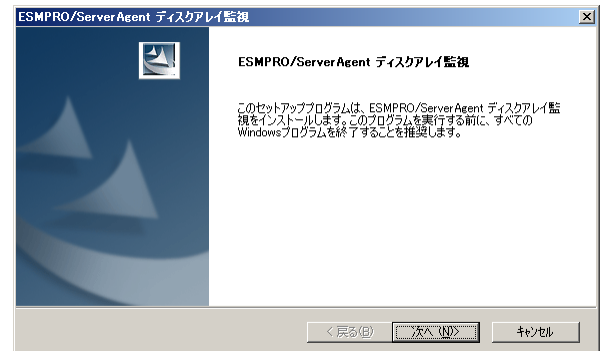 ESMPRO/ServerAgent ディスクアレイ監視
ESMPRO/ServerAgent ディスクアレイ監視
このセットアッププログラムは、ESMPRO/ServerAgent ディスクアレイ監
視をインストールします。このプログラムを実行する前に、すべての
Windowsプログラムを終了することを推奨します。
< 戻る(B)
次へ (N)>
キャンセル